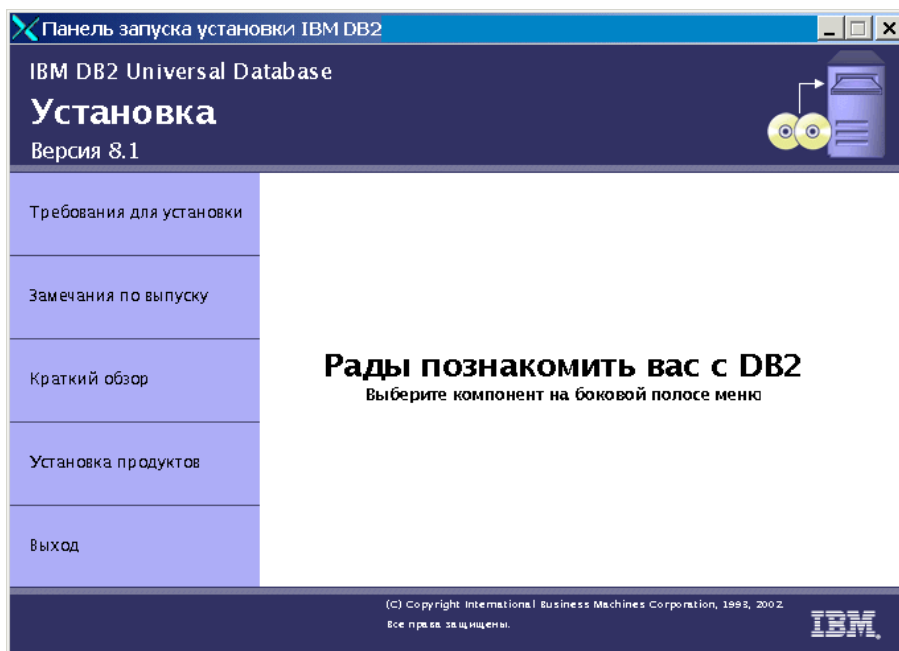 Панель запуска установки IBM DB2
IBM DB2 Universal Database
Установка
Версия 8.1
Требования для установки
Замечания по выпуску
Краткий обзор
Установка продуктов
Выход
Рады познакомить вас с DB2
Выберите компонент на боковой полосе меню
(C) Copyright International Business Machines Corporation, 1993, 2002
Все права защищены.
IBM.